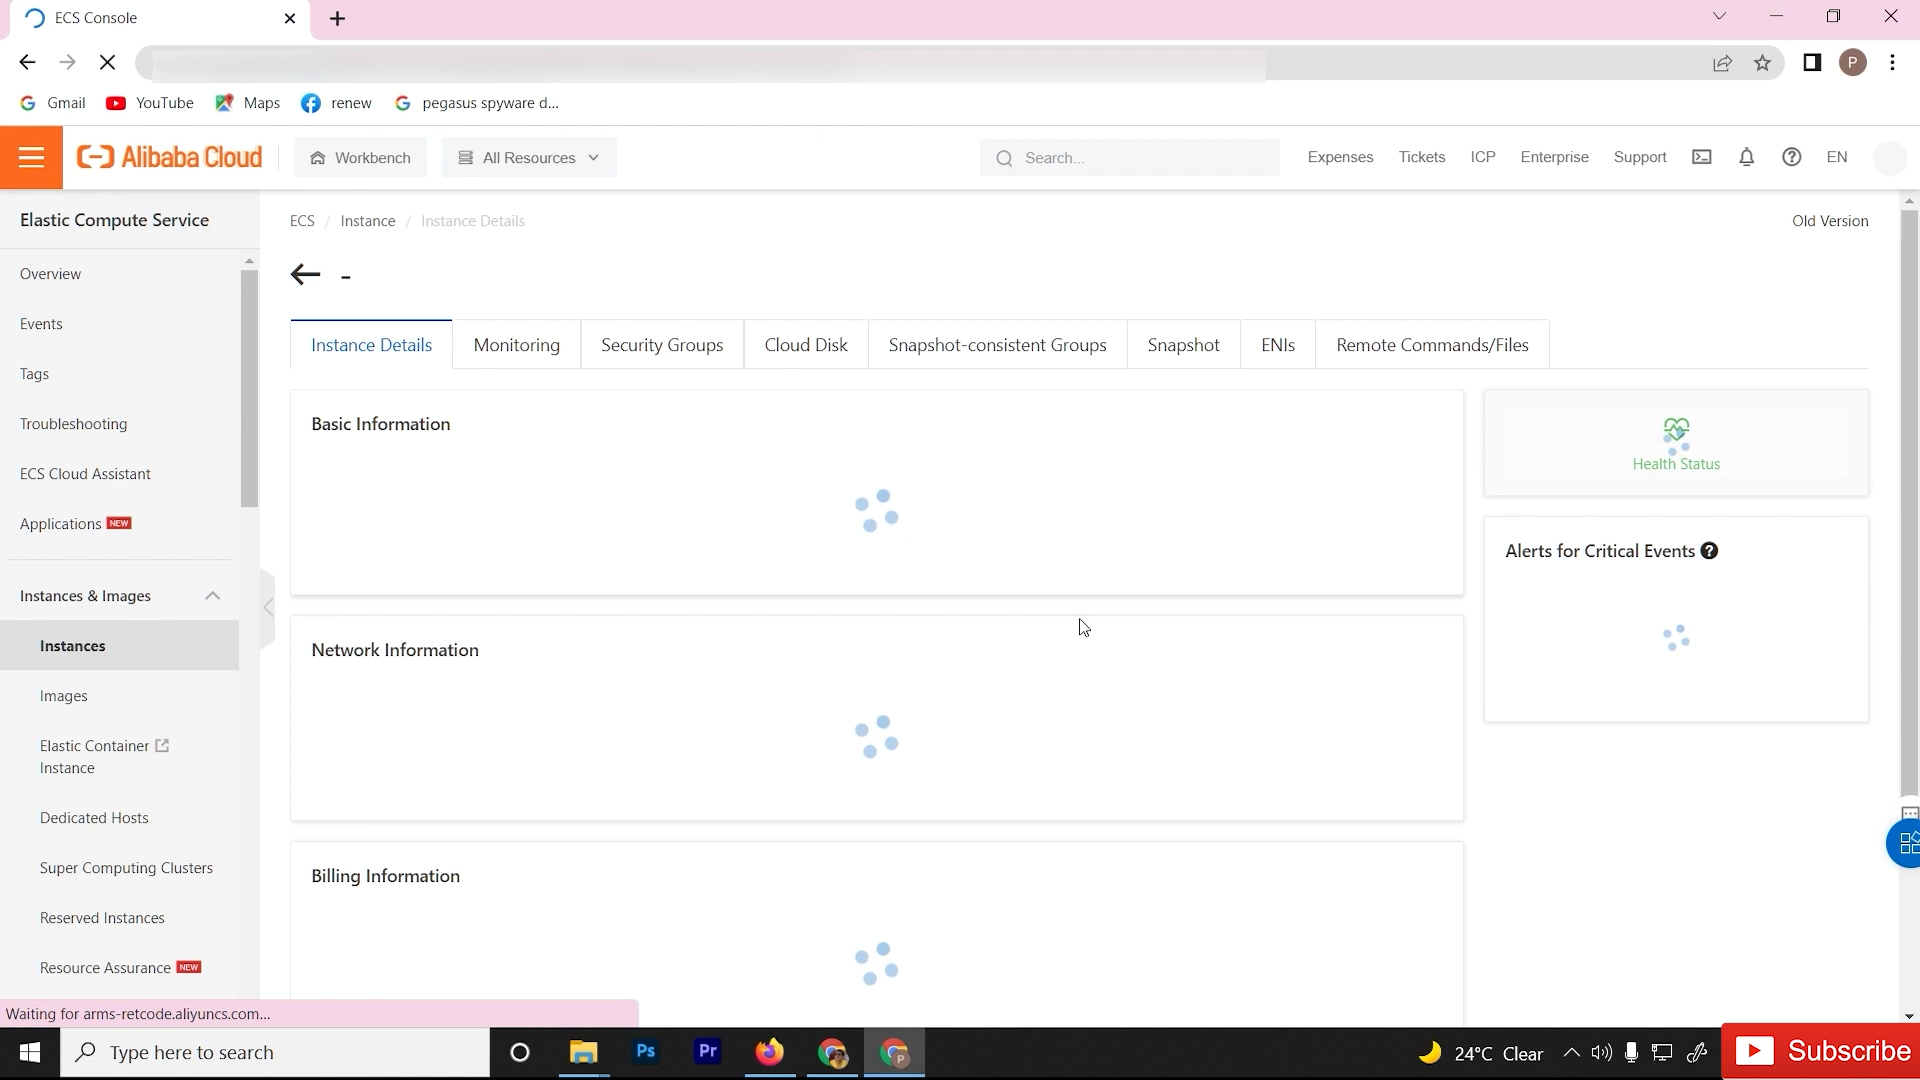 ECS Console
Gmail
YouTube
Maps
renew
pegasus spyware d...
P
Alibaba Cloud
Workbench
All Resources
Search...
Expenses
Tickets
ICP
Enterprise
Support
EN
Elastic Compute Service
Overview
Events
Tags
Troubleshooting
ECS Cloud Assistant
Applications NEW
Instances & Images
Instances
Images
Elastic Container
Instance
Dedicated Hosts
Super Computing Clusters
Reserved Instances
Resource Assurance NEW
ECS / Instance / Instance Details
Old Version
-
Instance Details
Monitoring
Security Groups
Cloud Disk
Snapshot-consistent Groups
Snapshot
ENIs
Remote Commands/Files
Basic Information
Health Status
Alerts for Critical Events
Network Information
Billing Information
Waiting for arms-retcode.aliyuncs.com...
Type here to search
Ps
Pr
P
24°C Clear
Subscribe